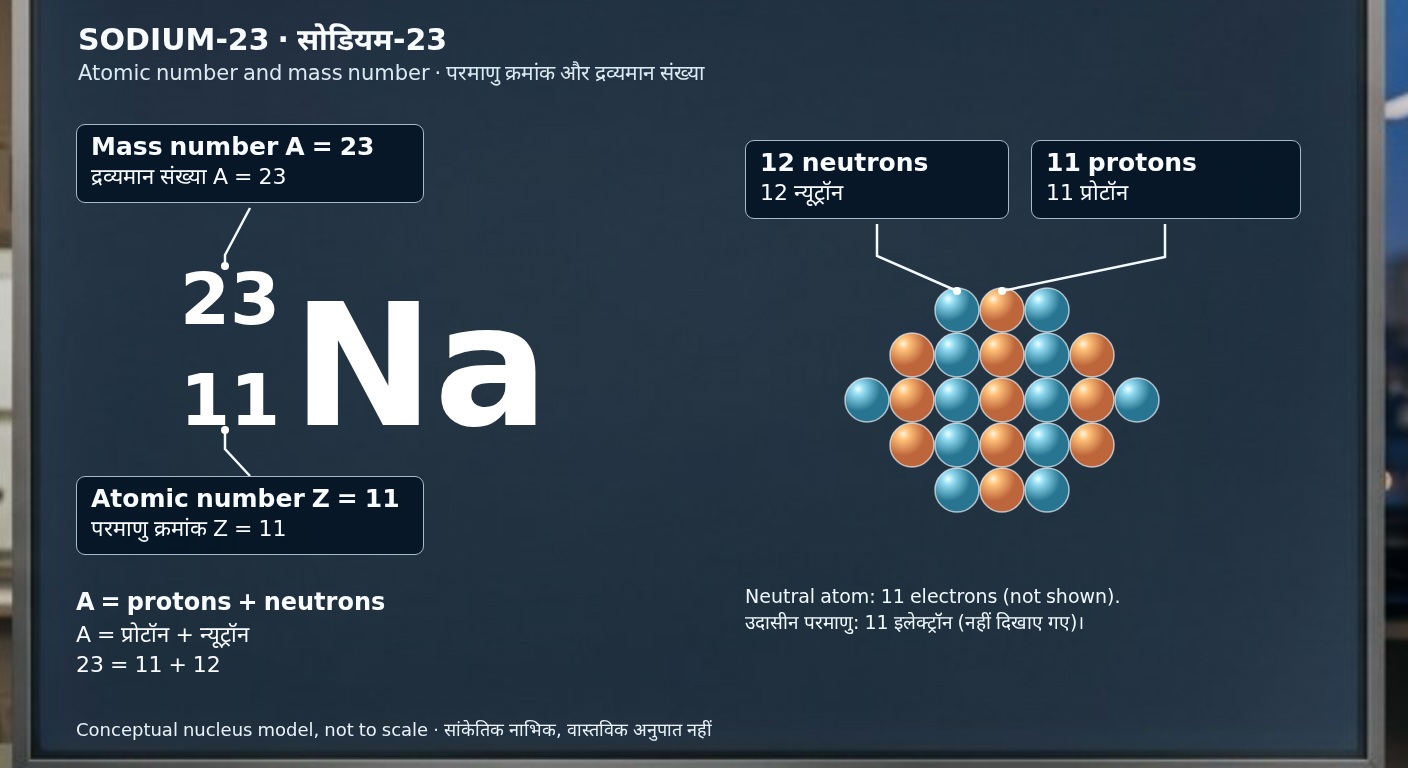 SODIUM-23 · सोडियम-23
Atomic number and mass number · परमाणु क्रमांक और द्रव्यमान संख्या
Mass number A = 23
द्रव्यमान संख्या A = 23
23
11
Na
Atomic number Z = 11
परमाणु क्रमांक Z = 11
A = protons + neutrons
A = प्रोटॉन + न्यूट्रॉन
23 = 11 + 12
12 neutrons
12 न्यूट्रॉन
11 protons
11 प्रोटॉन
Neutral atom: 11 electrons (not shown).
उदासीन परमाणु: 11 इलेक्ट्रॉन (नहीं दिखाए गए)।
Conceptual nucleus model, not to scale · सांकेतिक नाभिक, वास्तविक अनुपात नहीं